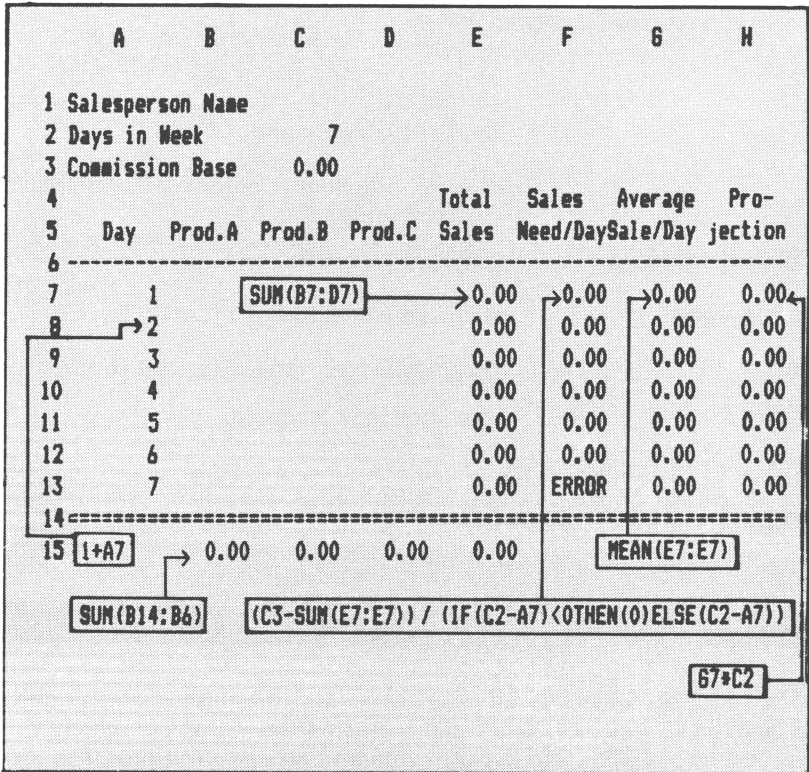 A B C D E F G H
1 Salesperson Name
2 Days in Week 7
3 Commission Base 0.00
4 Total Sales Average Pro-
5 Day Prod.A Prod.B Prod.C Sales Need/DaySale/Day jection
6 ------------------------------------------------------------------------
7 1 SUM(B7:D7) 0.00 0.00 0.00 0.00
8 2 0.00 0.00 0.00 0.00
9 3 0.00 0.00 0.00 0.00
10 4 0.00 0.00 0.00 0.00
11 5 0.00 0.00 0.00 0.00
12 6 0.00 0.00 0.00 0.00
13 7 0.00 ERROR 0.00 0.00
14 ========================================================================
15 1+A7 0.00 0.00 0.00 0.00 MEAN(E7:E7)
SUM(B14:B6) (C3-SUM(E7:E7)) / (IF(C2-A7)<0THEN(0)ELSE(C2-A7))
G7*C2